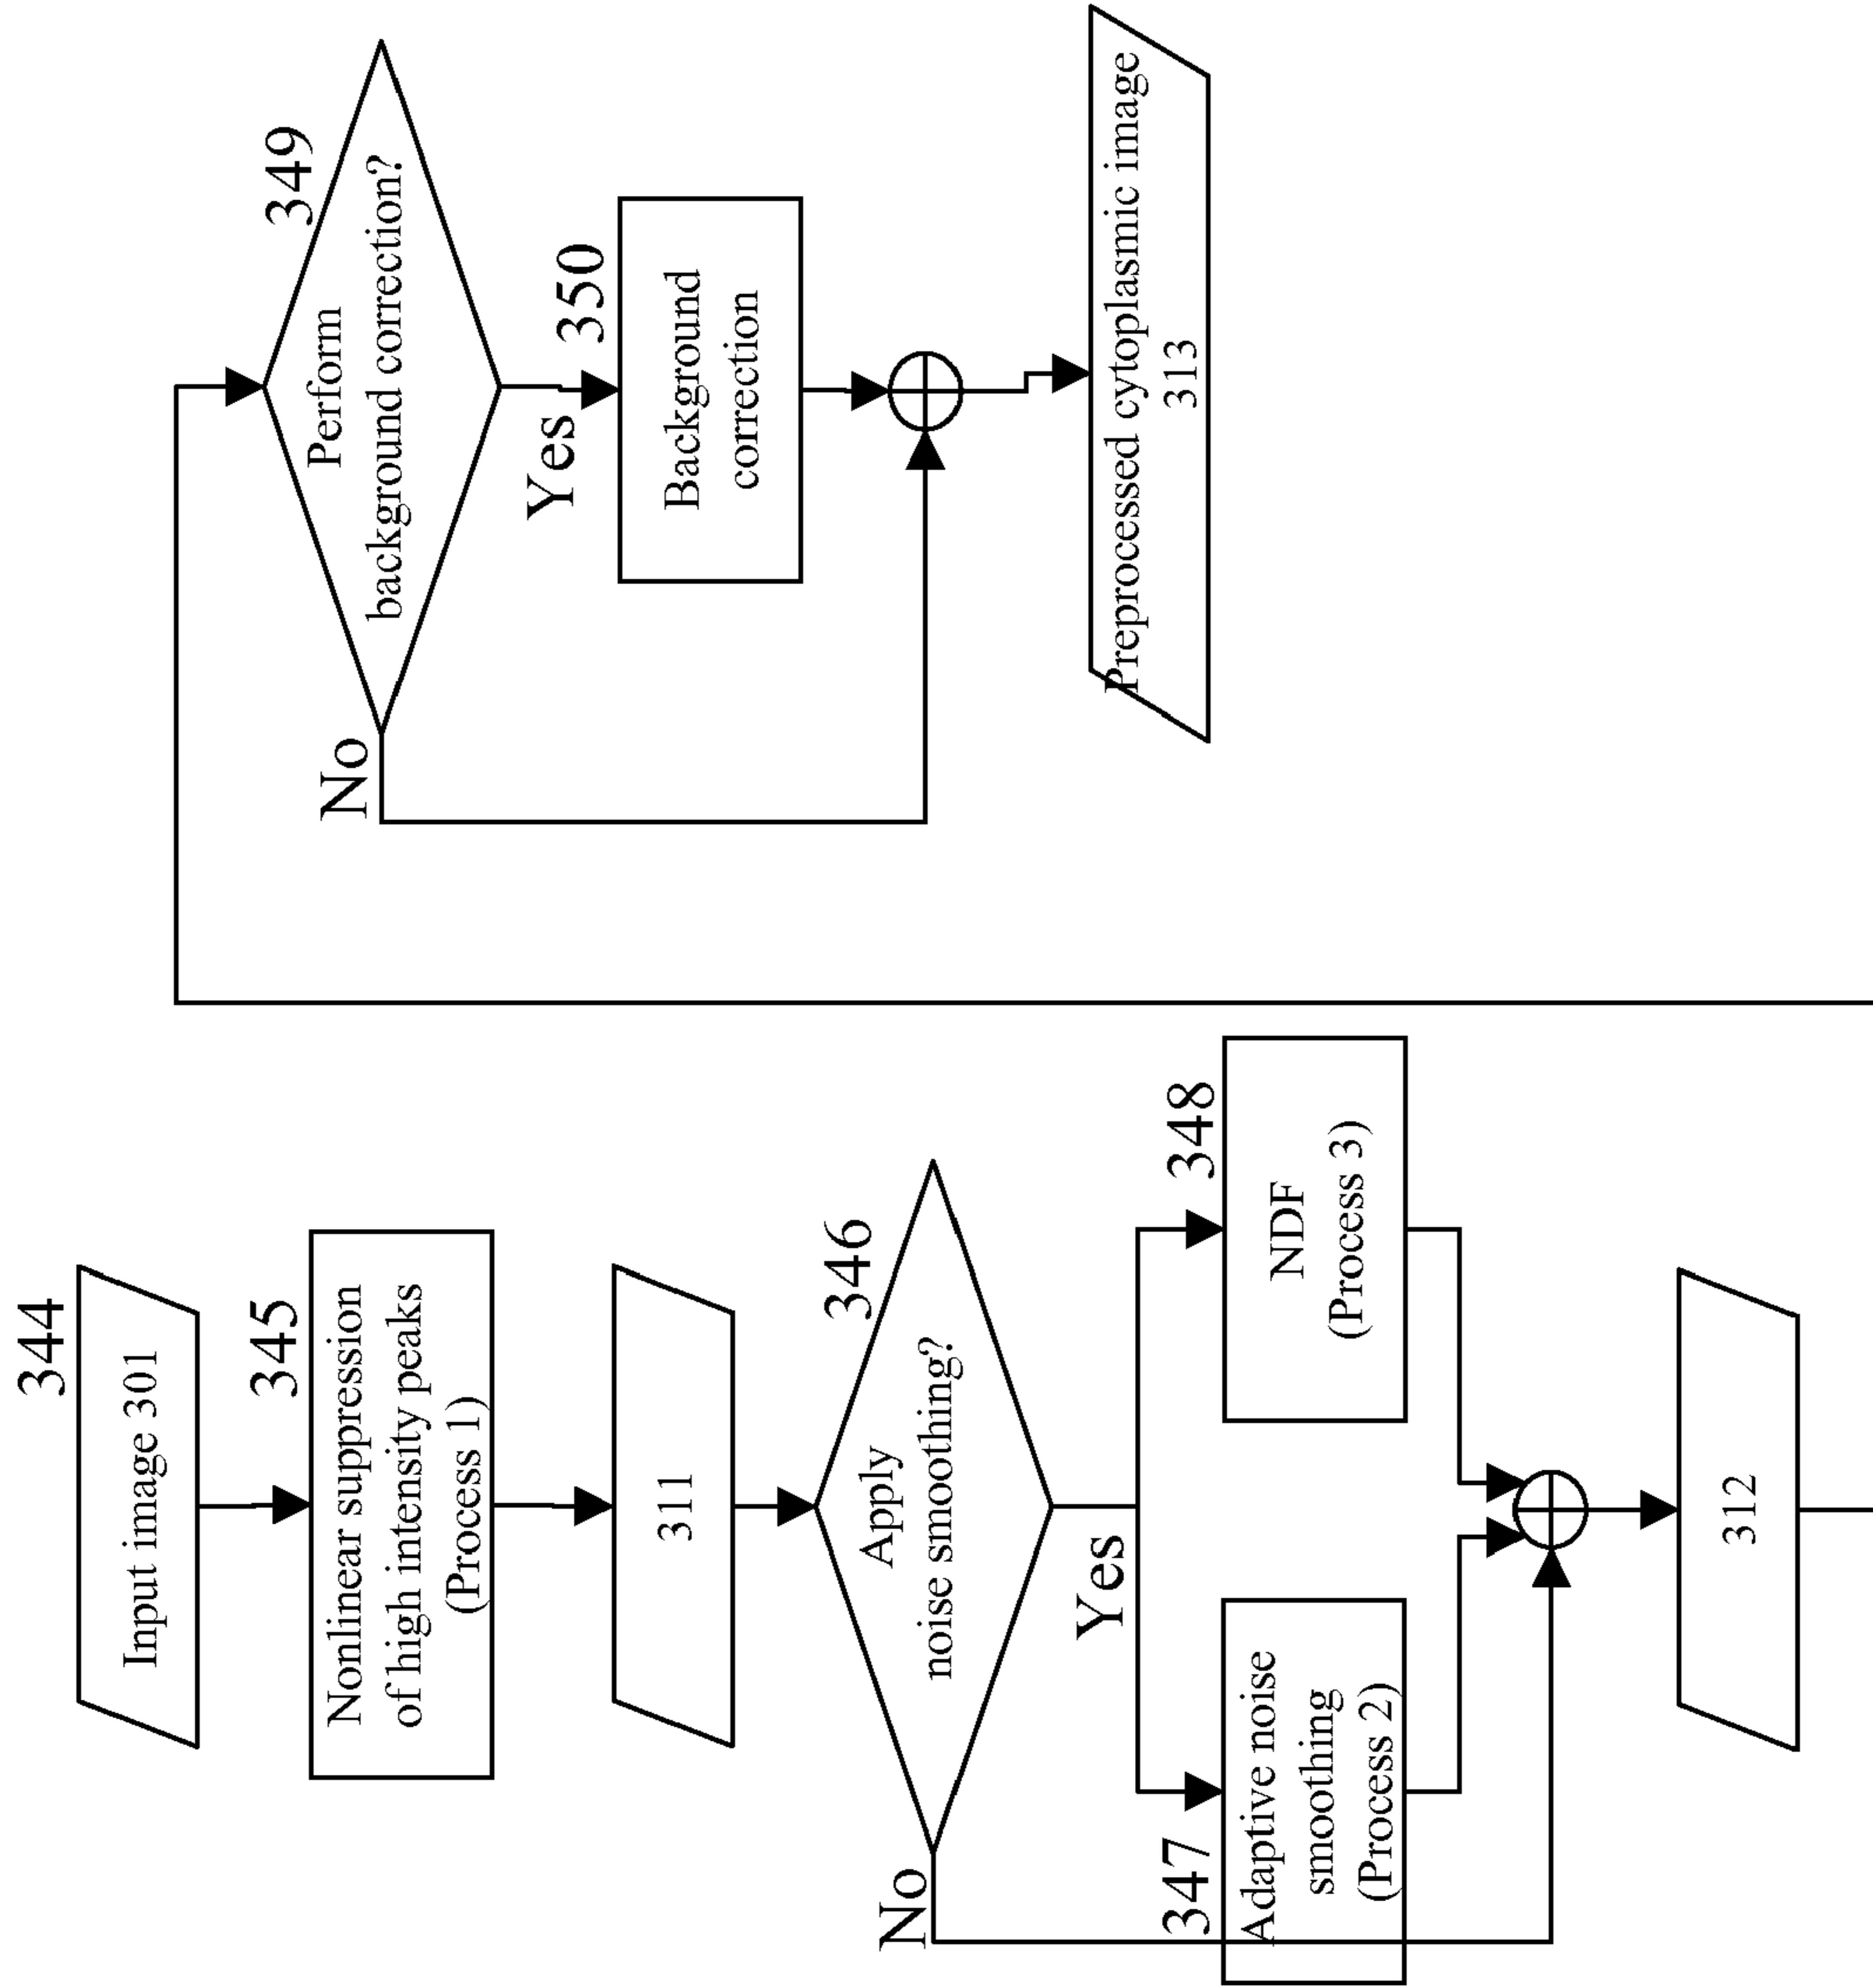 344
Input image 301
345
Nonlinear suppression
of high intensity peaks
(Process 1)
311
346
Apply
noise smoothing?
No
Yes
347
Adaptive noise
smoothing
(Process 2)
348
NDF
(Process 3)
312
349
Perform
background correction?
No
Yes
350
Background
correction
Preprocessed cytoplasmic image
313